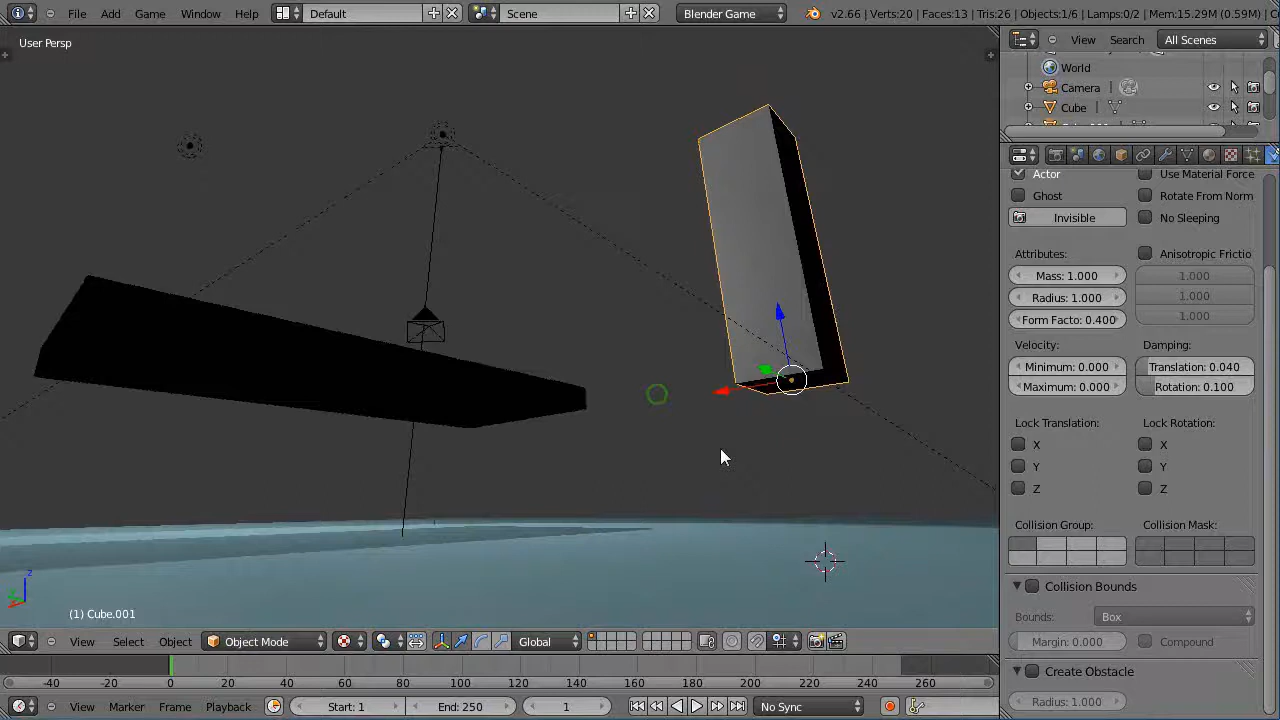 File Add Game Window Help Default Scene Blender Game v2.66 | Verts:20 | Faces:13 | Tris:26 | Objects:1/6 | Lamps:0/2 | Mem:15.29M (0.59M) |
User Persp
View Search All Scenes
World
Camera
Cube
Actor Use Material Force
Ghost Rotate From Norm
Invisible No Sleeping
Attributes: Anisotropic Frictio
Mass: 1.000 1.000
Radius: 1.000 1.000
Form Facto: 0.400 1.000
Velocity: Damping:
Minimum: 0.000 Translation: 0.040
Maximum: 0.000 Rotation: 0.100
Lock Translation: Lock Rotation:
X X
Y Y
Z Z
Collision Group: Collision Mask:
Collision Bounds
Bounds: Box
Margin: 0.000 Compound
Create Obstacle
Radius: 1.000
z
(1) Cube.001
View Select Object Object Mode Global
-40 -20 0 20 40 60 80 100 120 140 160 180 200 220 240 260
View Marker Frame Playback Start: 1 End: 250 1 No Sync